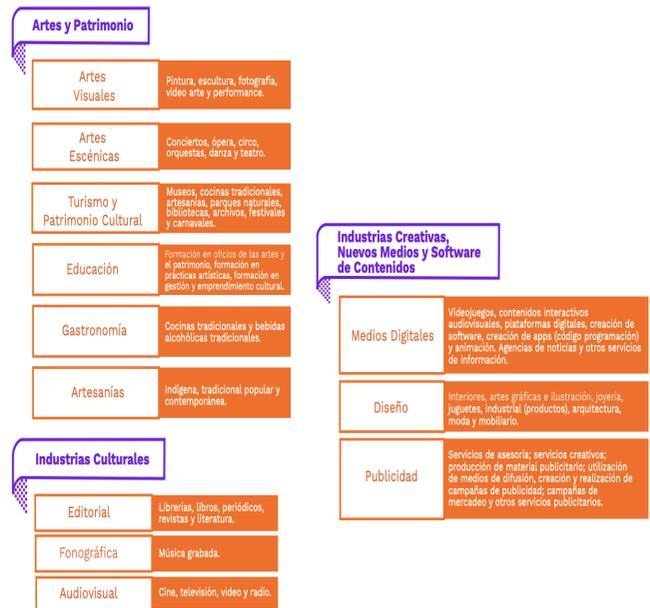 Artes y Patrimonio
Artes
Visuales
Pintura, escultura, fotografía,
video arte y performance.
Artes
Escénicas
Conciertos, ópera, circo,
orquestas, danza y teatro.
Turismo y
Patrimonio Cultural
Museos, cocinas tradicionales,
artesanías, parques naturales,
bibliotecas, archivos, festivales
y carnavales.
Educación
Formación en oficios de las artes y
el patrimonio, formación en
prácticas artísticas, formación en
gestión y emprendimiento cultural.
Gastronomía
Cocinas tradicionales y bebidas
alcohólicas tradicionales.
Artesanías
Indígena, tradicional popular y
contemporánea.
Industrias Culturales
Editorial
Librerías, libros, periódicos,
revistas y literatura.
Fonográfica
Música grabada.
Audiovisual
Cine, televisión, video y radio.
Industrias Creativas,
Nuevos Medios y Software
de Contenidos
Medios Digitales
Videojuegos, contenidos interactivos
audiovisuales, plataformas digitales, creación de
software, creación de apps (código programación)
y animación. Agencias de noticias y otros servicios
de información.
Diseño
Interiores, artes gráficas e ilustración, joyería,
juguetes, industrial (productos), arquitectura,
moda y mobiliario.
Publicidad
Servicios de asesoría; servicios creativos;
producción de material publicitario; utilización
de medios de difusión, creación y realización de
campañas de publicidad; campañas de
mercadeo y otros servicios publicitarios.